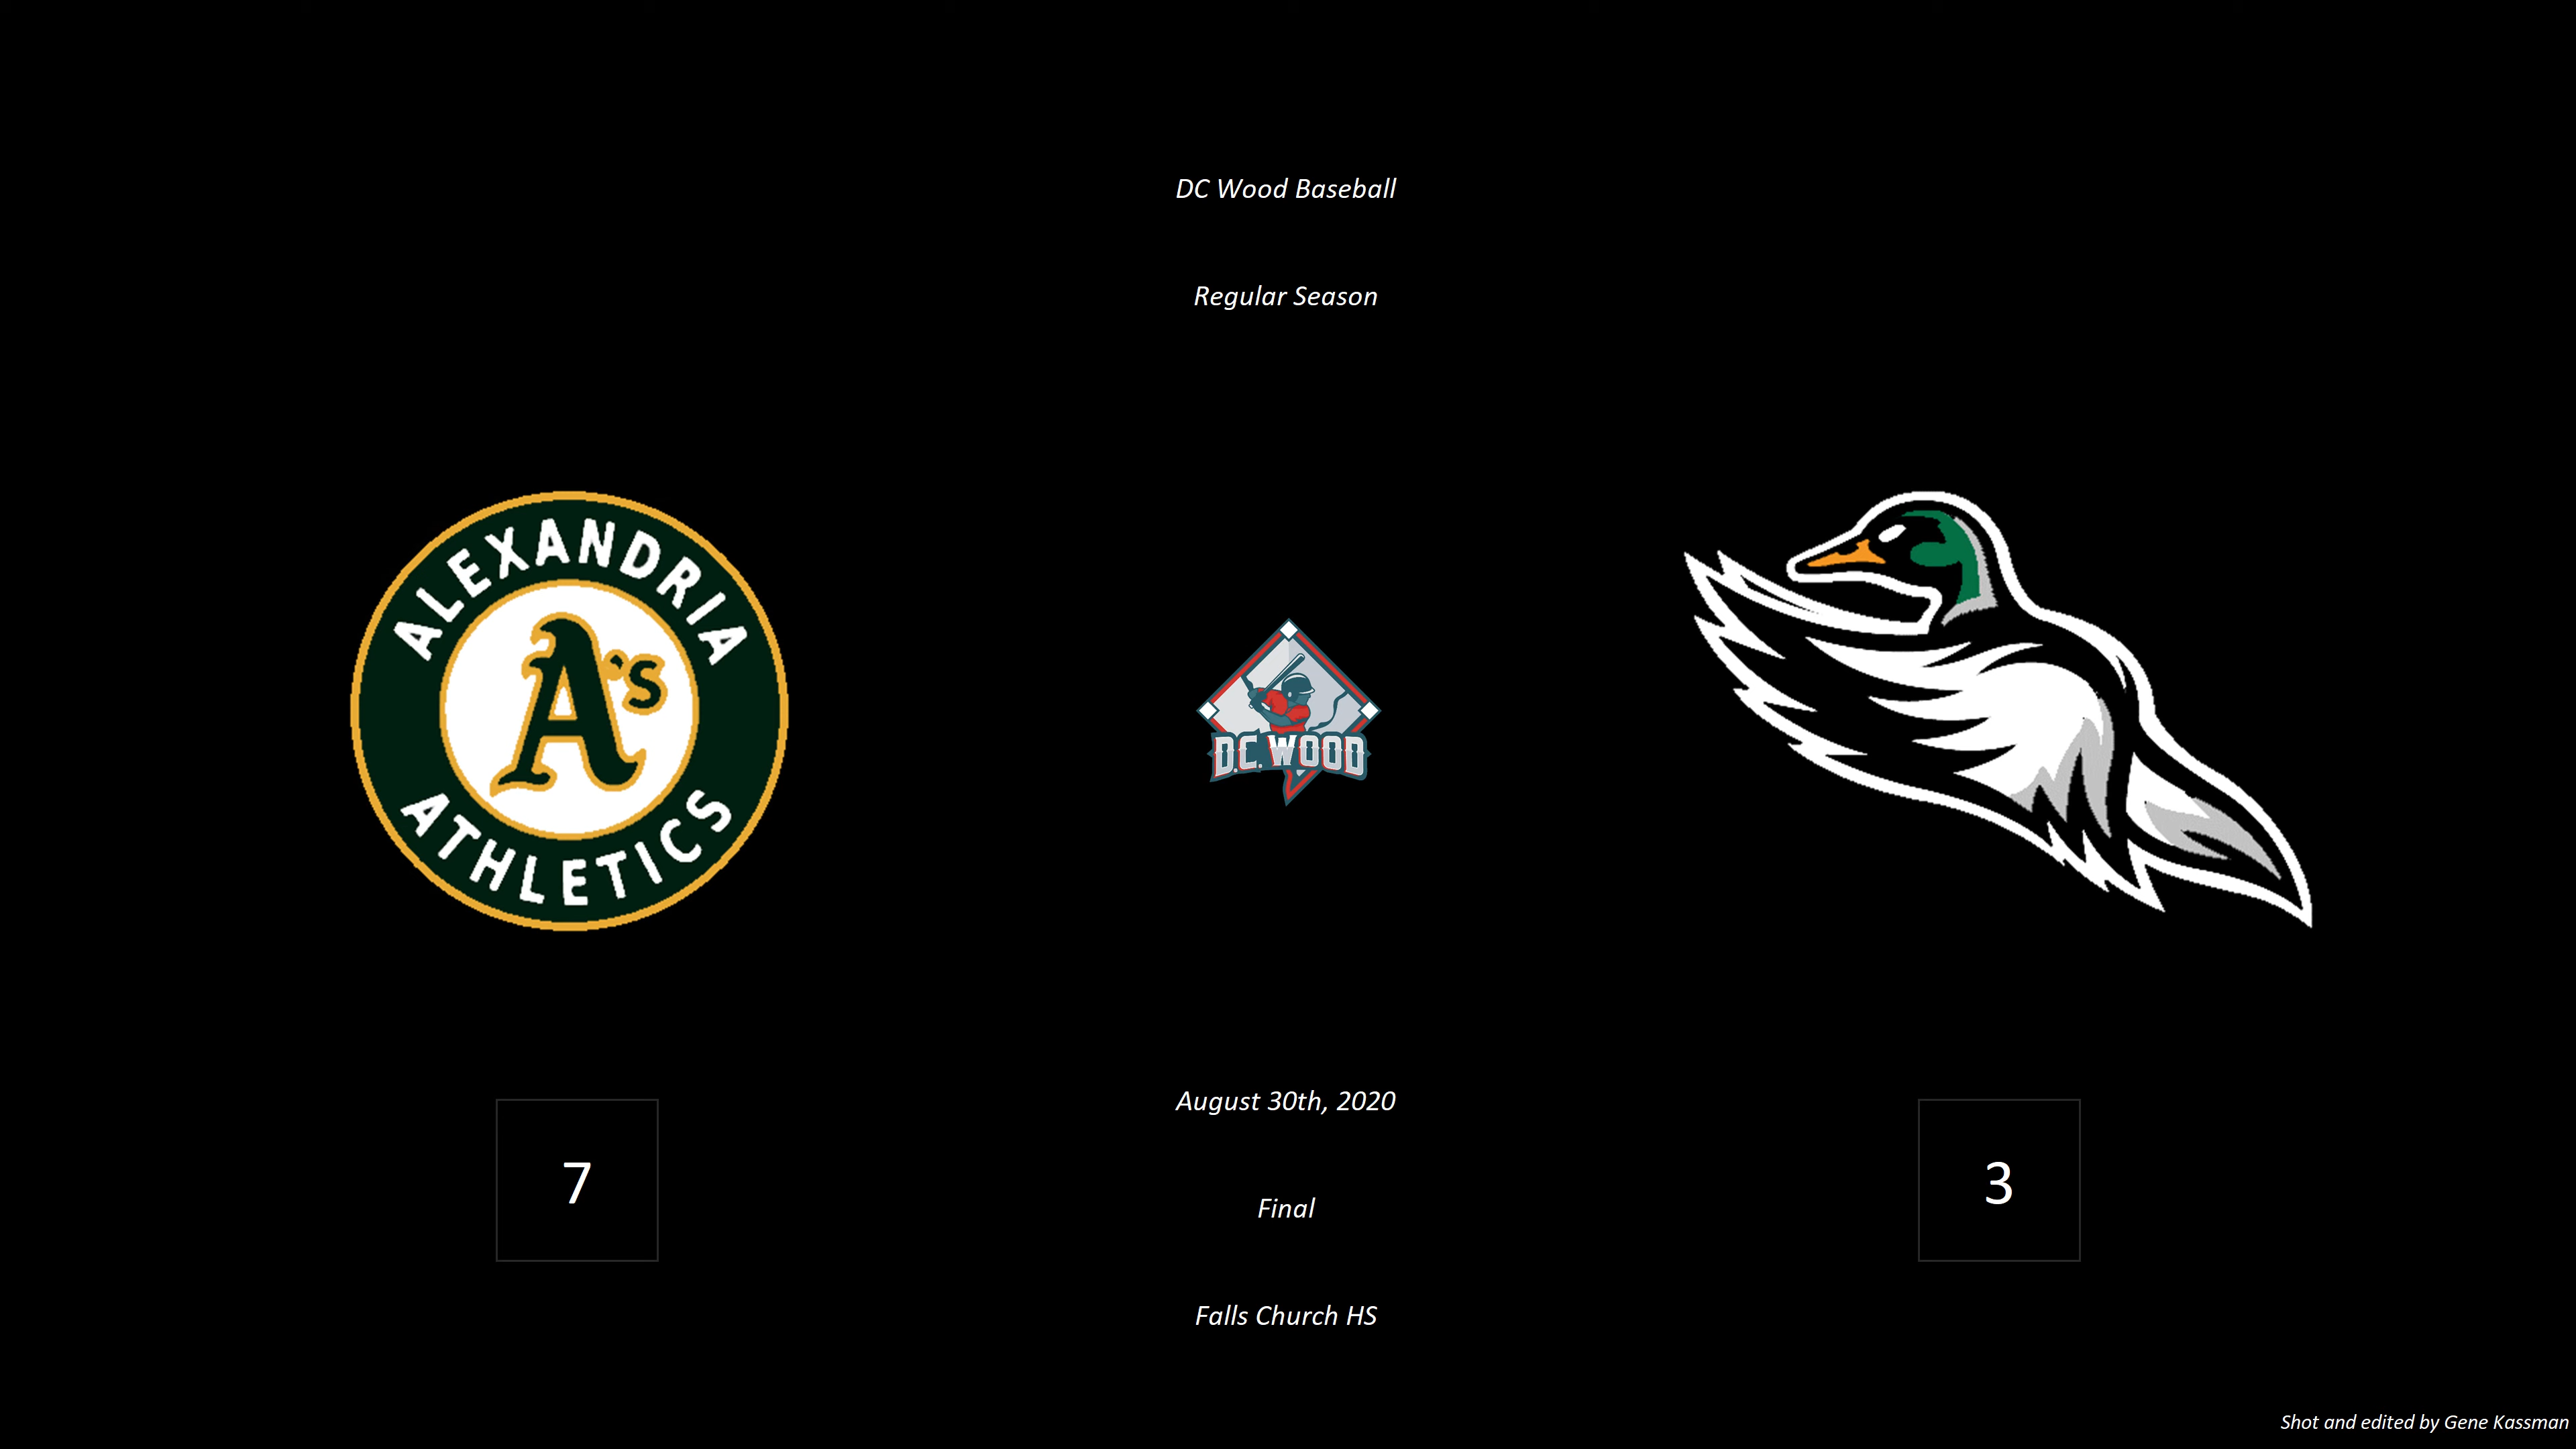 DC Wood Baseball
Regular Season
ALEXANDRIA
A's
ATHLETICS
D.C. WOOD
August 30th, 2020
7
3
Final
Falls Church HS
Shot and edited by Gene Kassman